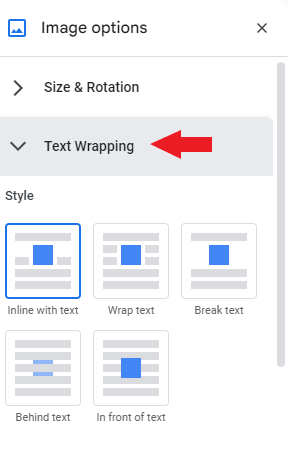 Image options
Size & Rotation
Text Wrapping
Style
Inline with text
Wrap text
Break text
Behind text
In front of text